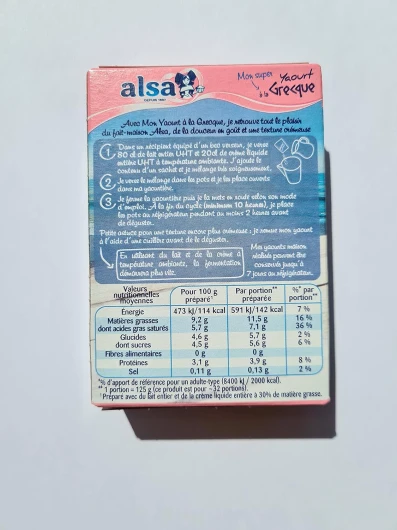 alsa
Mon super Yaourt
à la Grecque
Avec Mon Yaourt à la Grecque, je retrouve tout le plaisir
du fait-maison Alsa, de la douceur en goût et une texture crémeuse
1 Dans un récipient équipé d'un bec verseur, je verse
80 cl de lait entier UHT et 20cl de crème liquide
entière UHT à température ambiante. J'ajoute le
contenu d'un sachet et je mélange très soigneusement.
2 Je verse le mélange dans les pots et je les place ouverts
dans ma yaourtière.
3 Je ferme la yaourtière puis je la mets en route selon son mode
d'emploi. A la fin du cycle (minimum 10 heures), je place
les pots au réfrigérateur pendant au moins 2 heures avant
de déguster.
Petite astuce pour une texture encore plus crémeuse : je remue mon yaourt
à l'aide d'une cuillère avant de le déguster.
En utilisant du lait et de la crème à
température ambiante, la fermentation
démarrera plus vite.
Mes yaourts maison
réalisés peuvent être
conservés jusqu'à
7 jours au réfrigérateur.
Valeurs nutritionnelles moyennes Pour 100 g préparé Par portion** préparée %* par portion**
Énergie 473 kJ/114 kcal 591 kJ/142 kcal 7 %
Matières grasses 9,2 g 11,5 g 16 %
dont acides gras saturés 5,7 g 7,1 g 36 %
Glucides 4,6 g 5,7 g 2 %
dont sucres 4,5 g 5,6 g 6 %
Fibres alimentaires 0 g 0 g
Protéines 3,1 g 3,9 g 8 %
Sel 0,11 g 0,13 g 2 %
*% d'apport de référence pour un adulte-type (8400 kJ / 2000 kcal).
** 1 portion = 125 g (ce produit est pour ~32 portions).
Préparé avec du lait entier et de la crème liquide entière à 30% de matière grasse.